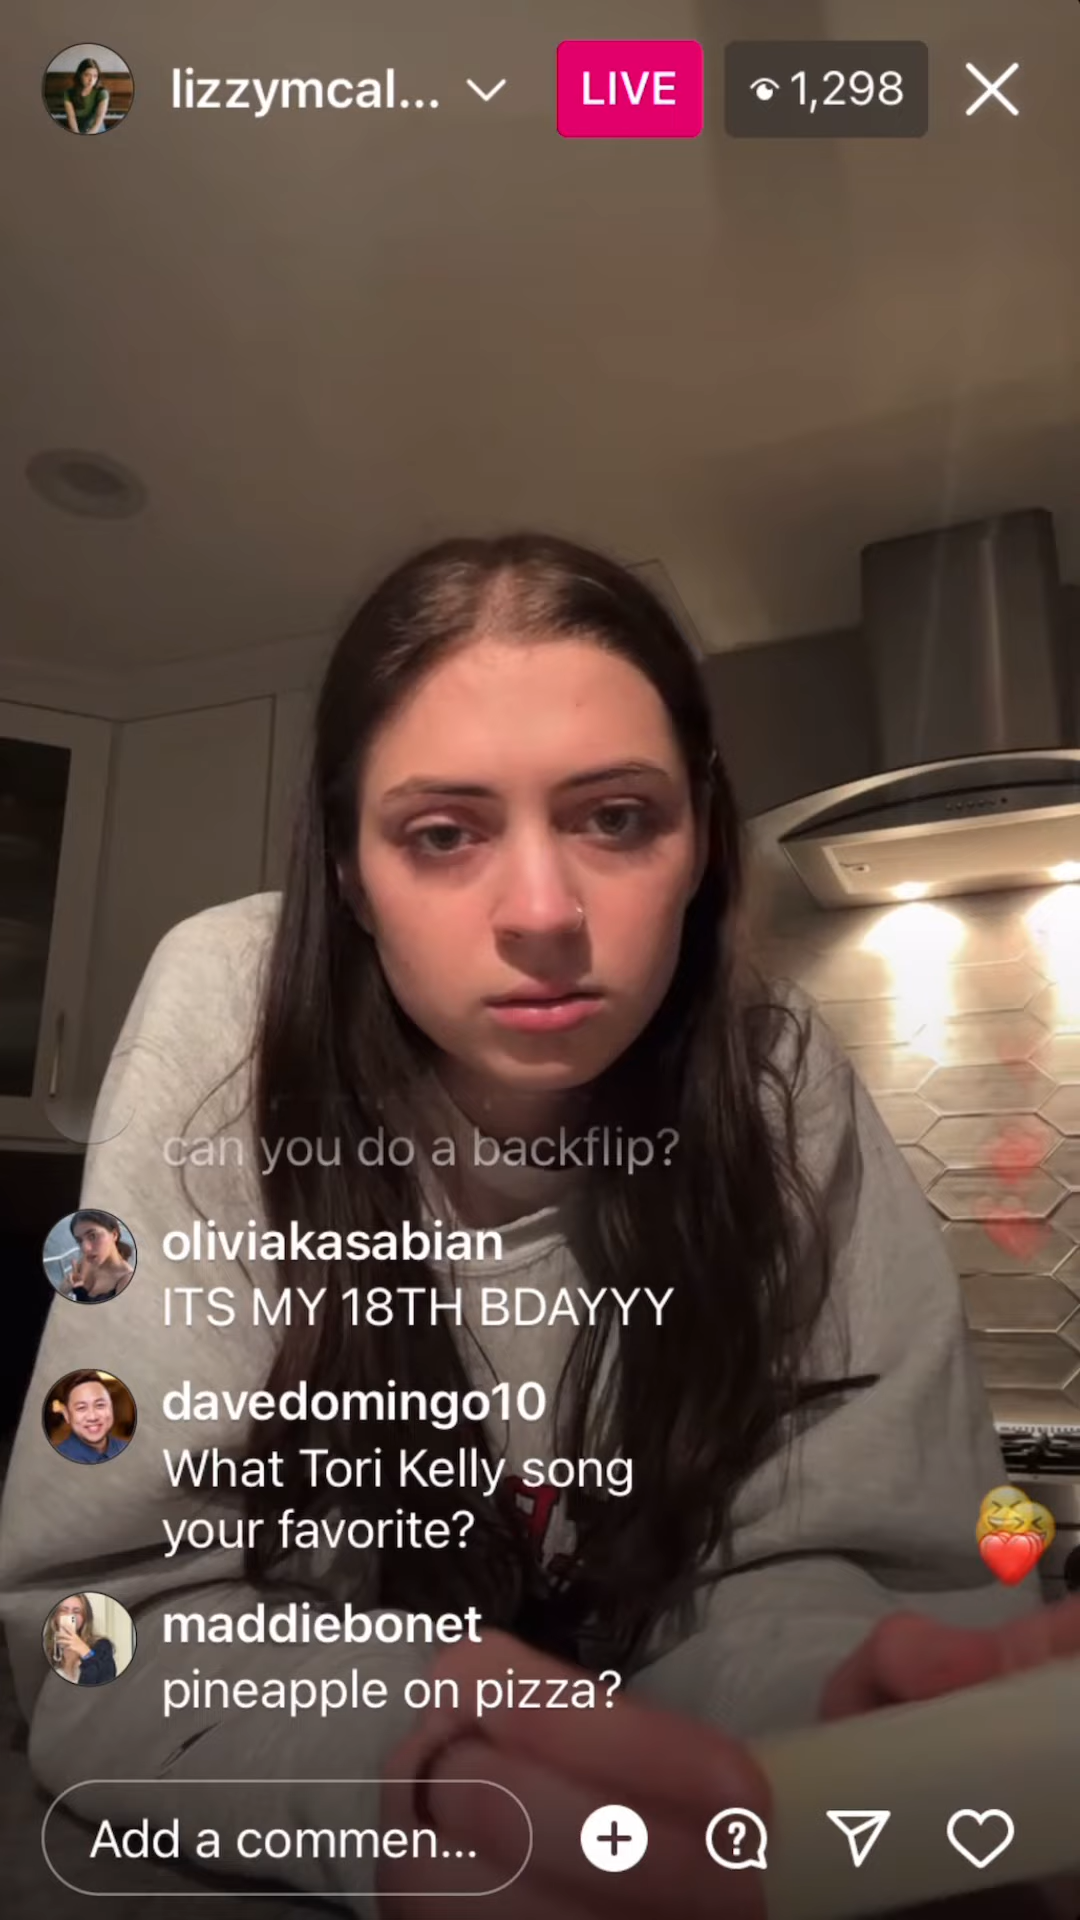 lizzymcal...
LIVE
1,298
can you do a backflip?
oliviakasabian
ITS MY 18TH BDAYYY
davedomingo10
What Tori Kelly song
your favorite?
maddiebonet
pineapple on pizza?
Add a commen...